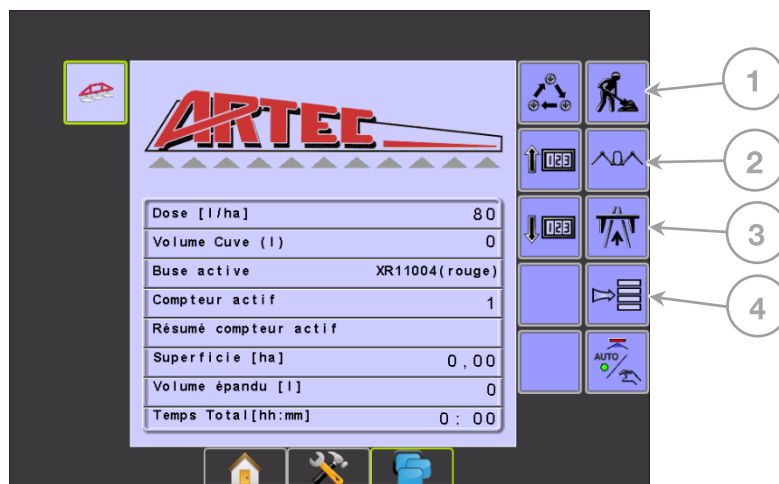 ARTEC
1
123
2
Dose [l/ha] 80
123
3
Volume Cuve (l) 0
Buse active XR11004(rouge)
Compteur actif 1
4
Résumé compteur actif
Superficie [ha] 0,00
AUTO
Volume épandu [l] 0
Temps Total[hh:mm] 0: 00